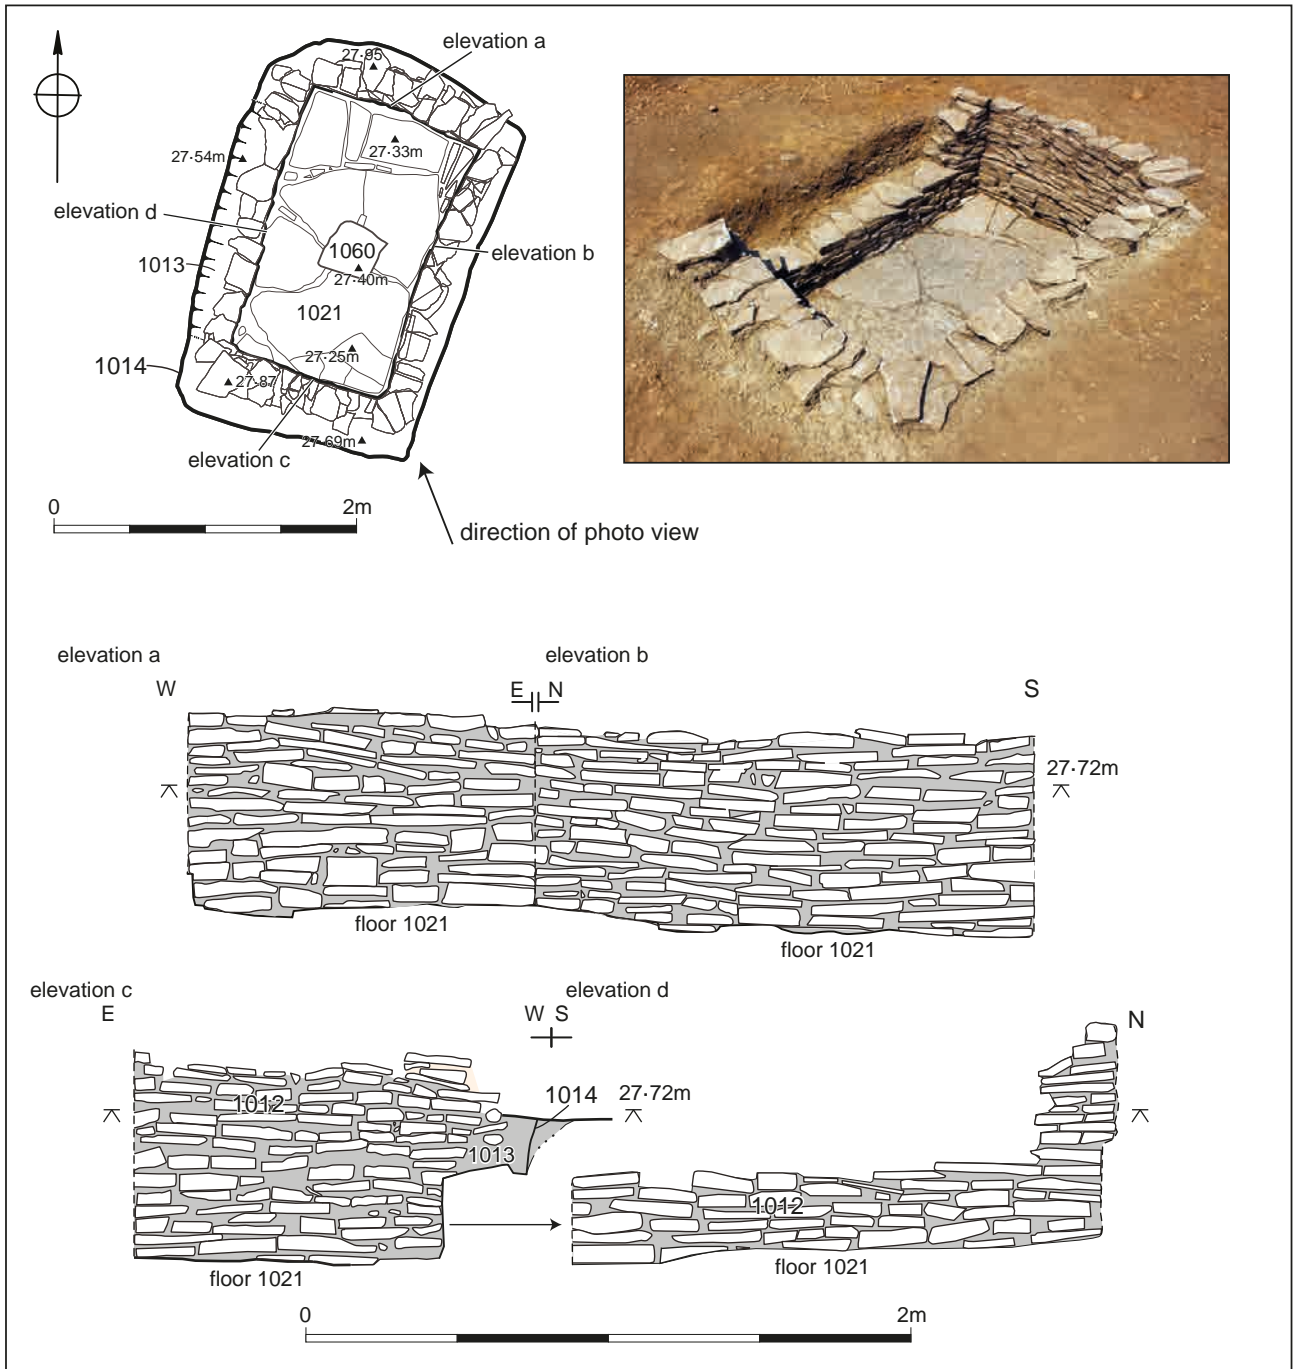 elevation a
27·95
27·33m
27·54m
elevation d
1060
elevation b
1013
27·40m
1021
27·25m
1014
27·87
27·69m
elevation c
0 2m
direction of photo view
elevation a elevation b
W E N S
27·72m
floor 1021
floor 1021
elevation c elevation d
E W S N
1012
1014 27·72m
1013
1012
floor 1021
floor 1021
0 2m